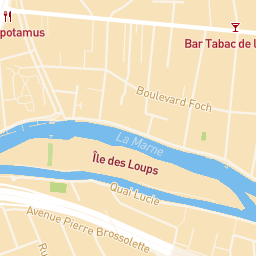 potamus
Bar Tabac de l
Boulevard Foch
La Marne
Île des Loups
Quai Lucie
Avenue Pierre Brossolette